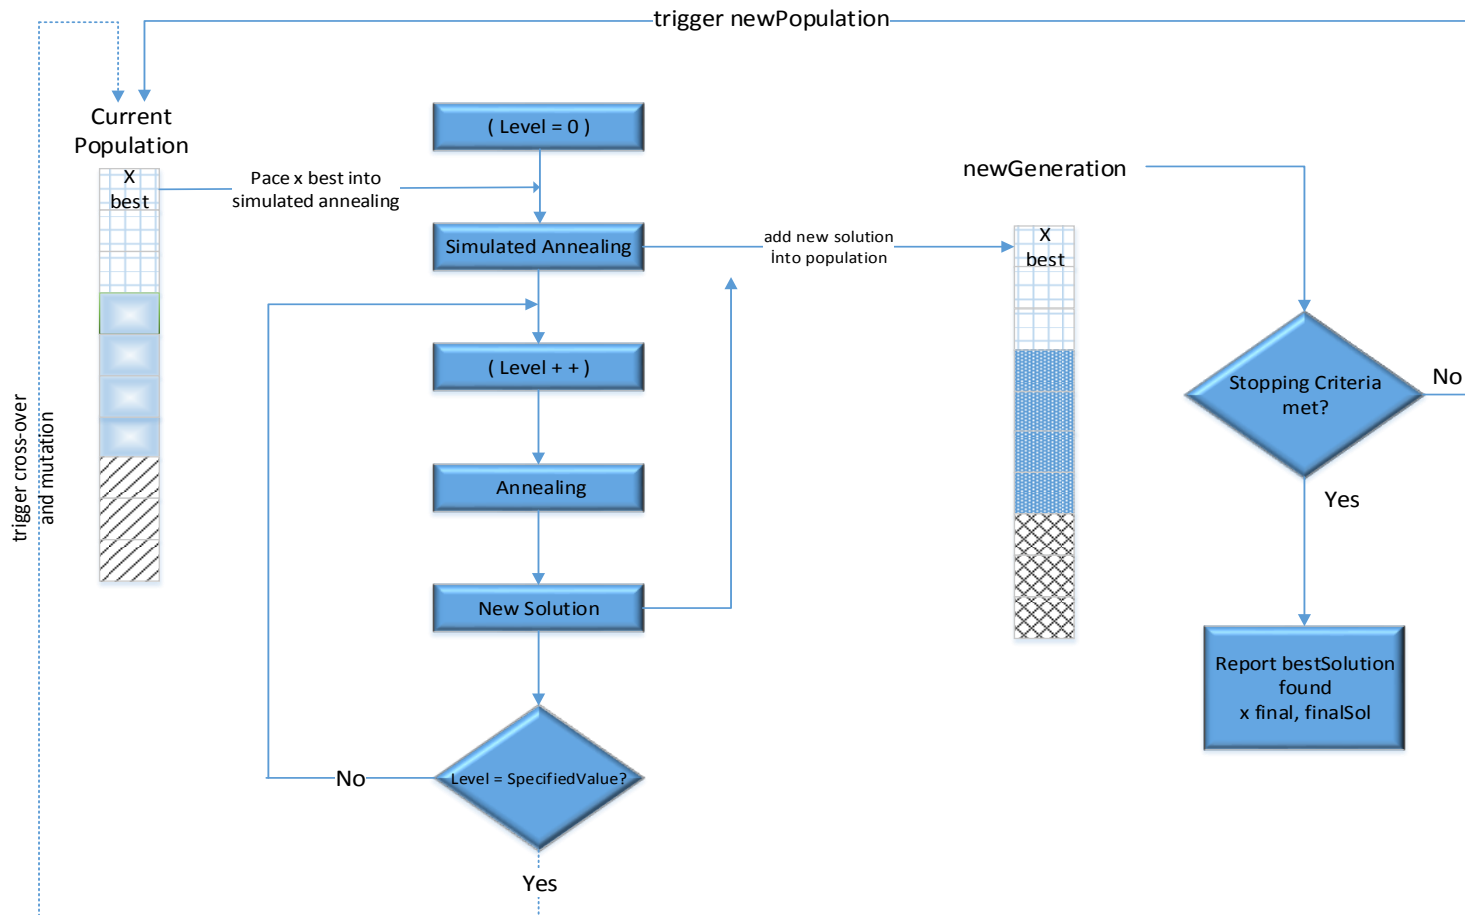 trigger newPopulation
Current
Population
X
best
Pace x best into
simulated annealing
( Level = 0 )
Simulated Annealing
add new solution
into population
( Level + + )
Annealing
New Solution
Level = SpecifiedValue?
No
Yes
trigger cross-over
and mutation
newGeneration
X
best
Stopping Criteria
met?
No
Yes
Report bestSolution
found
x final, finalSol